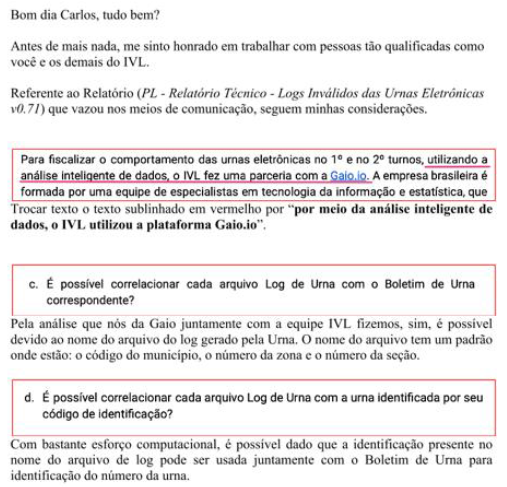 Bom dia Carlos, tudo bem?
Antes de mais nada, me sinto honrado em trabalhar com pessoas tão qualificadas como
você e os demais do IVL.
Referente ao Relatório (PL - Relatório Técnico - Logs Inválidos das Urnas Eletrônicas
v0.71) que vazou nos meios de comunicação, seguem minhas considerações.
Para fiscalizar o comportamento das urnas eletrônicas no 1º e no 2º turnos, utilizando a
análise inteligente de dados, o IVL fez uma parceria com a Gaio.io. A empresa brasileira é
formada por uma equipe de especialistas em tecnologia da informação e estatística, que
Trocar texto o texto sublinhado em vermelho por “por meio da análise inteligente de
dados, o IVL utilizou a plataforma Gaio.io”.
c. É possível correlacionar cada arquivo Log de Urna com o Boletim de Urna
correspondente?
Pela análise que nós da Gaio juntamente com a equipe IVL fizemos, sim, é possível
devido ao nome do arquivo do log gerado pela Urna. O nome do arquivo tem um padrão
onde estão: o código do município, o número da zona e o número da seção.
d. É possível correlacionar cada arquivo Log de Urna com a urna identificada por seu
código de identificação?
Com bastante esforço computacional, é possível dado que a identificação presente no
nome do arquivo de log pode ser usada juntamente com o Boletim de Urna para
identificação do número da urna.